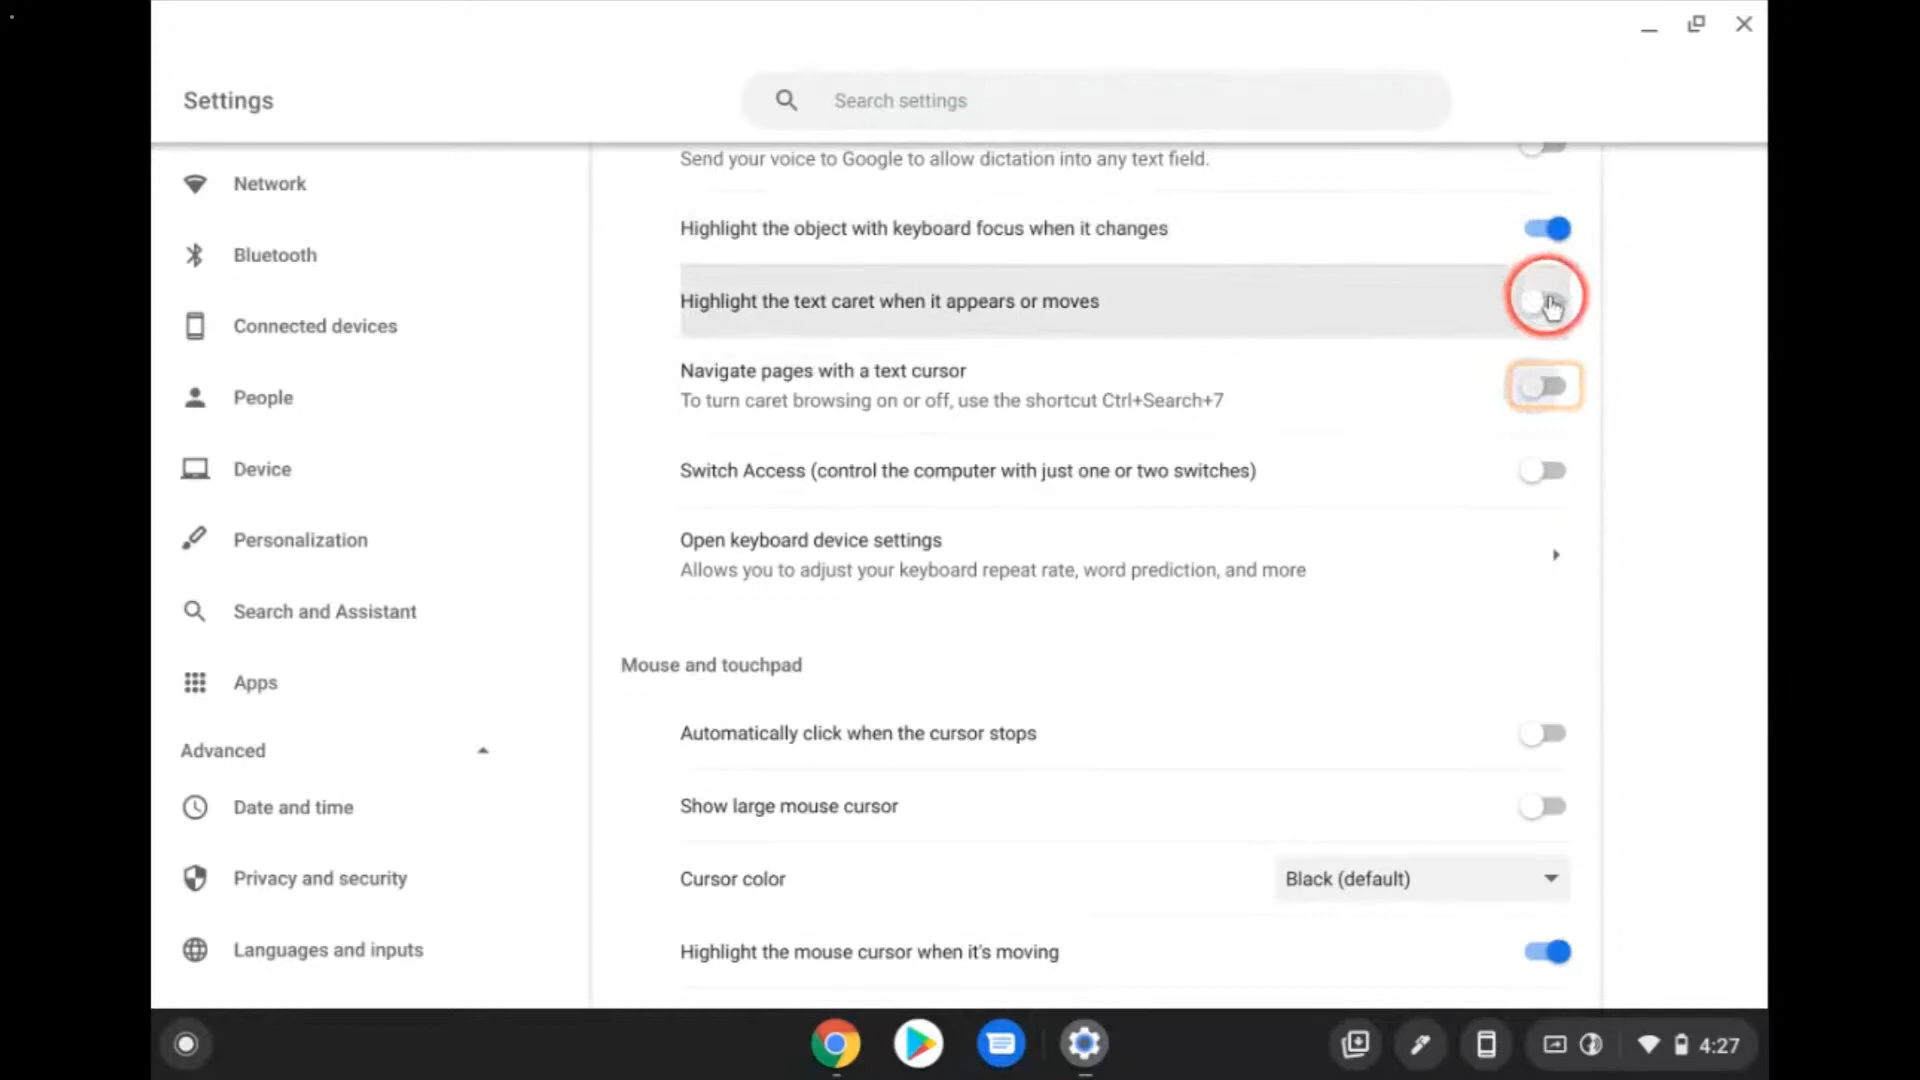 Settings
Search settings
Network
Bluetooth
Connected devices
People
Device
Personalization
Search and Assistant
Apps
Advanced
Date and time
Privacy and security
Languages and inputs
Send your voice to Google to allow dictation into any text field.
Highlight the object with keyboard focus when it changes
Highlight the text caret when it appears or moves
Navigate pages with a text cursor
To turn caret browsing on or off, use the shortcut Ctrl+Search+7
Switch Access (control the computer with just one or two switches)
Open keyboard device settings
Allows you to adjust your keyboard repeat rate, word prediction, and more
Mouse and touchpad
Automatically click when the cursor stops
Show large mouse cursor
Cursor color
Black (default)
Highlight the mouse cursor when it's moving
4:27